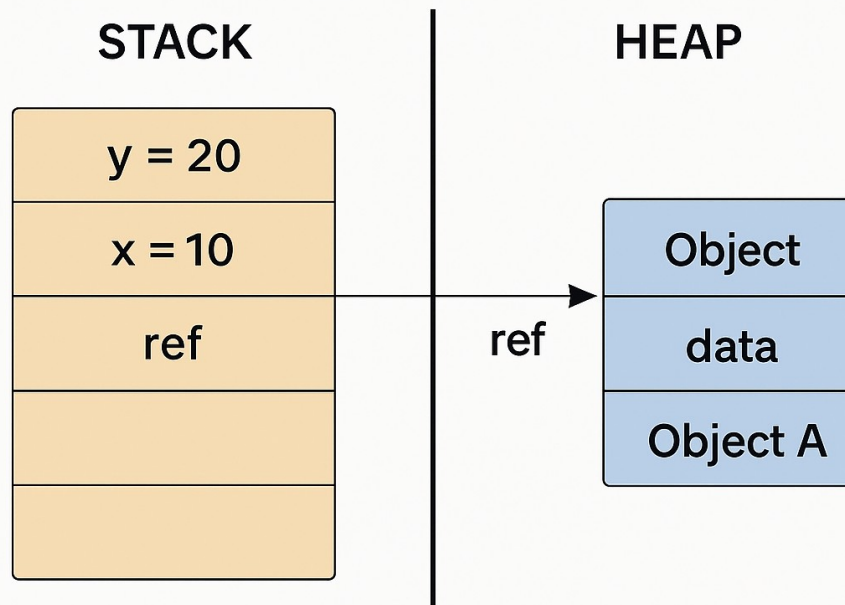 STACK
y = 20
x = 10
ref
ref
HEAP
Object
data
Object A